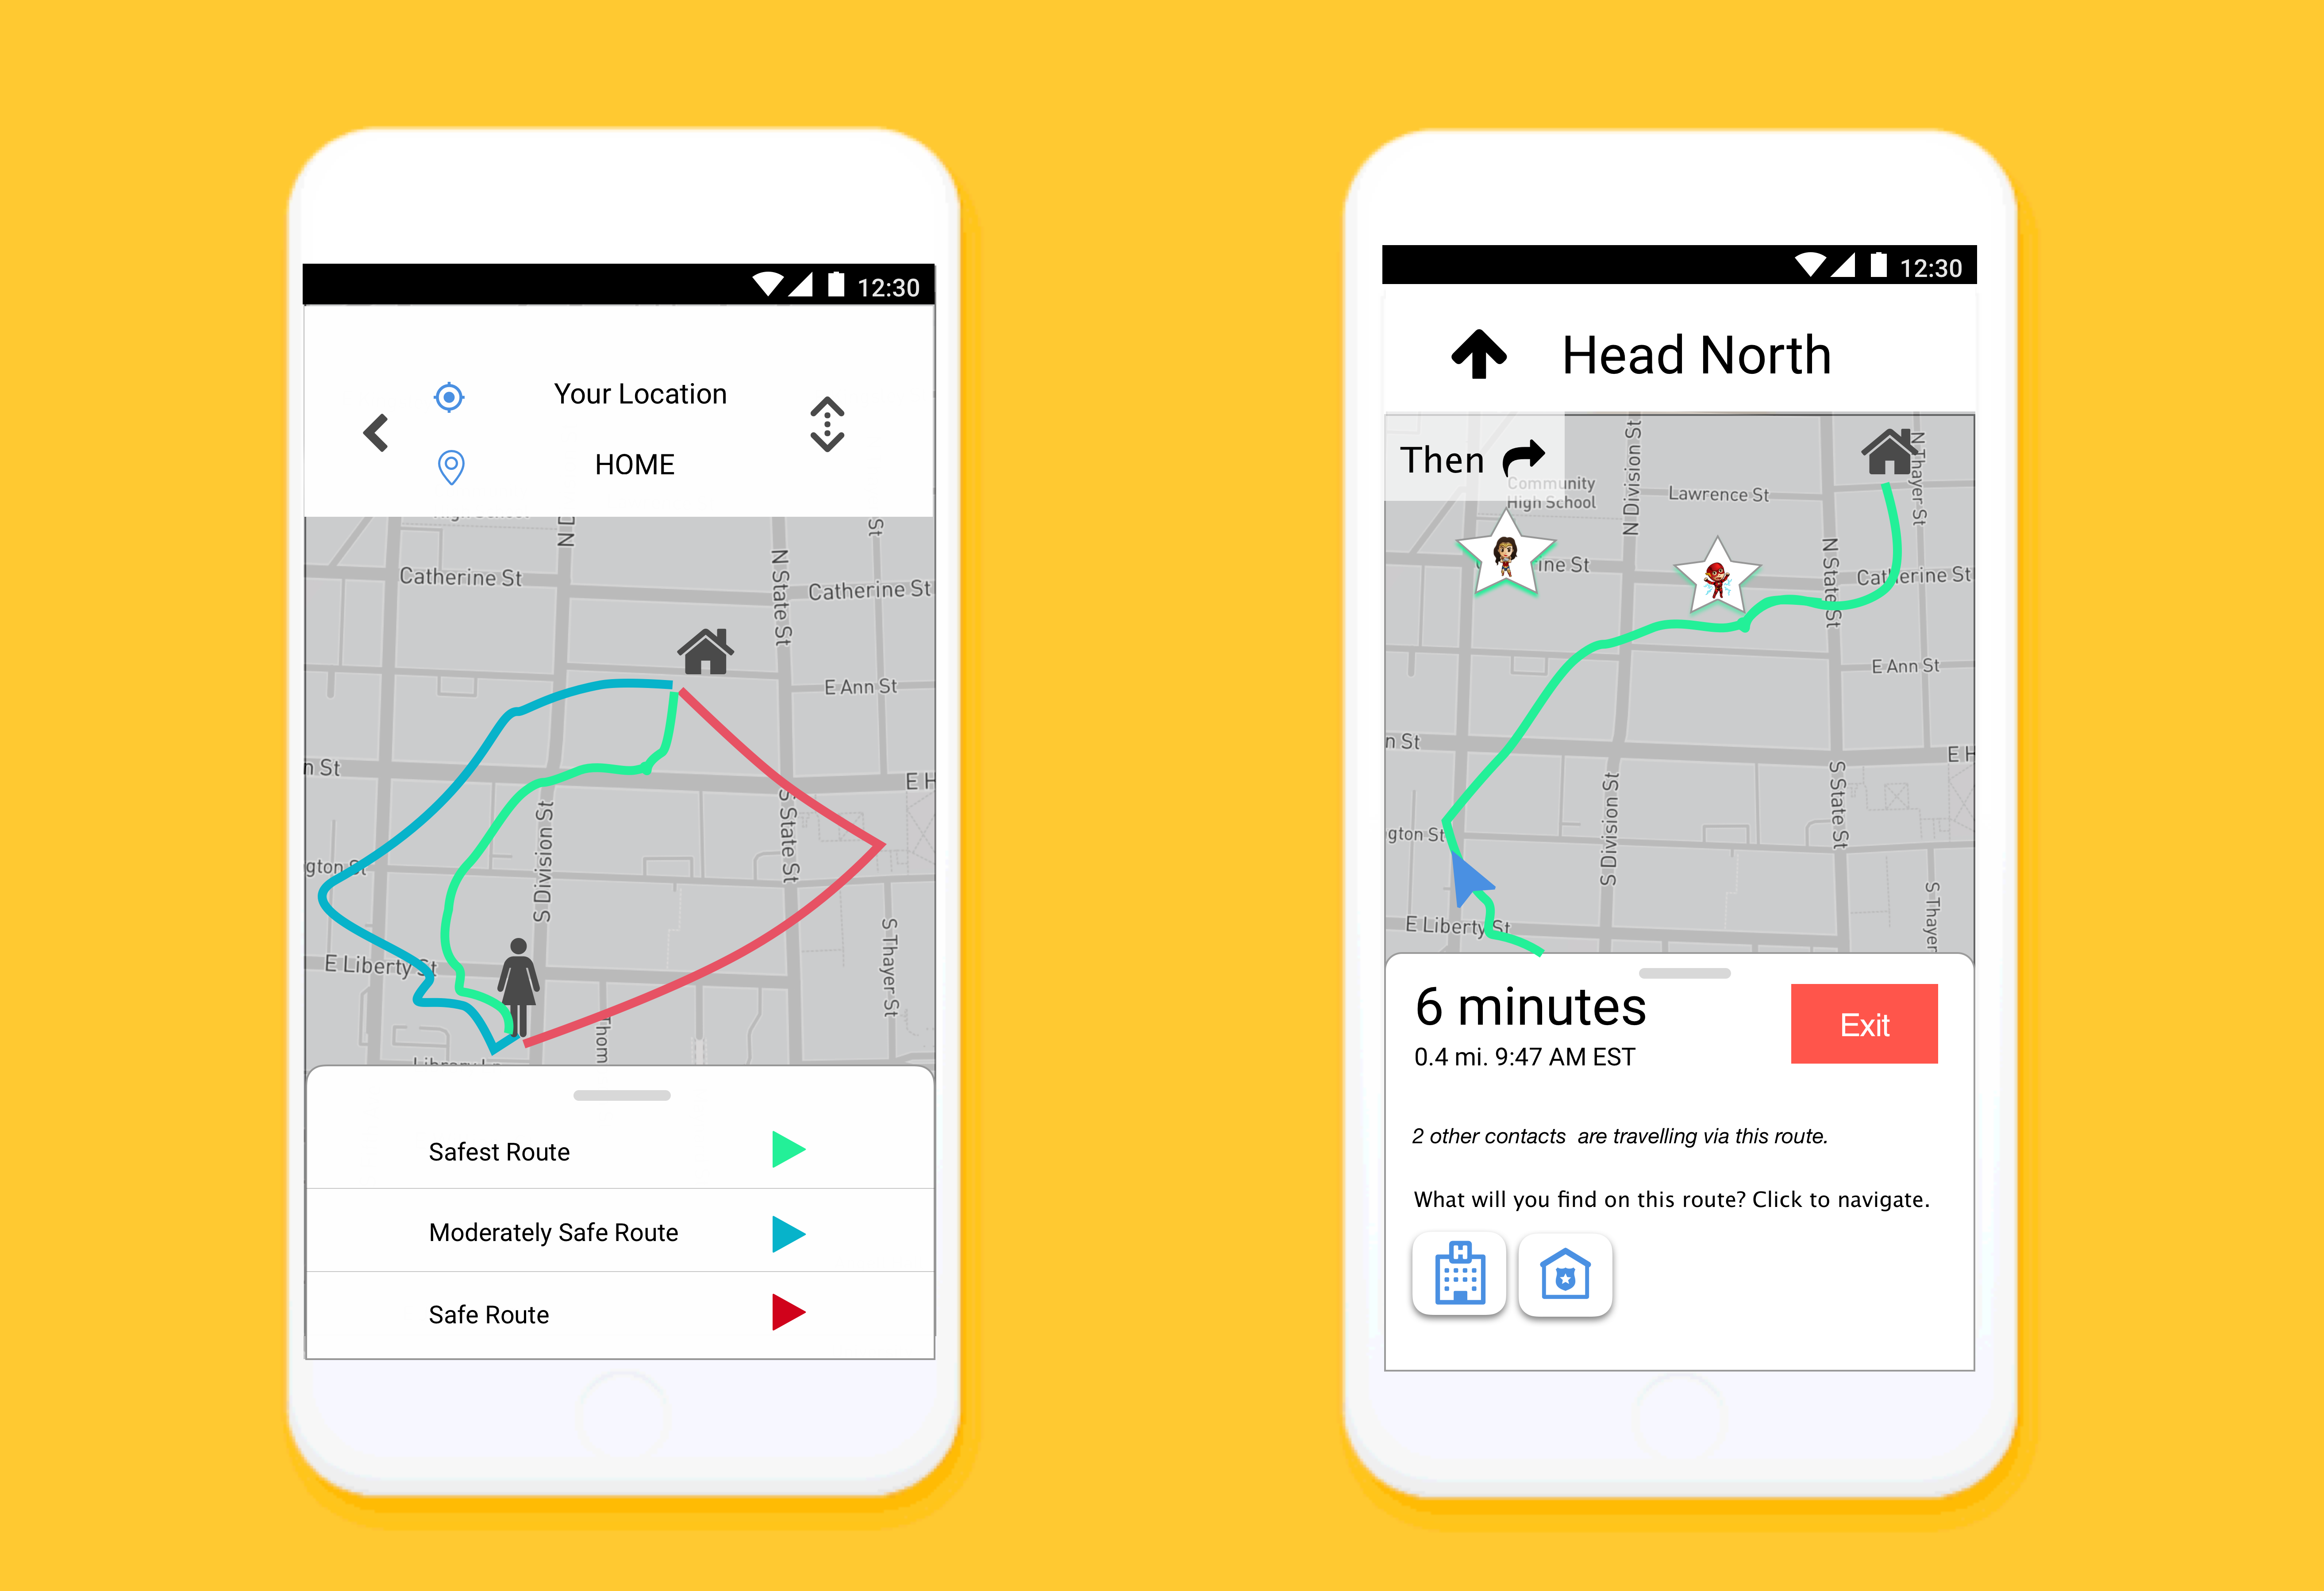 12:30
Your Location
HOME
N D
St
Catherine St
N State St
Catherine St
E Ann St
n St
E H
S State St
S Division St
gton St
E Liberty St
S Thayer St
Thom
Safest Route
Moderately Safe Route
Safe Route
12:30
Head North
Then
Community
High School
N Division St
Lawrence St
N Thayer St
ine St
N State St
Catherine St
E Ann St
n St
E H
S State St
S Division St
gton St
E Liberty St
S Thayer
6 minutes
Exit
0.4 mi. 9:47 AM EST
2 other contacts are travelling via this route.
What will you find on this route? Click to navigate.
H